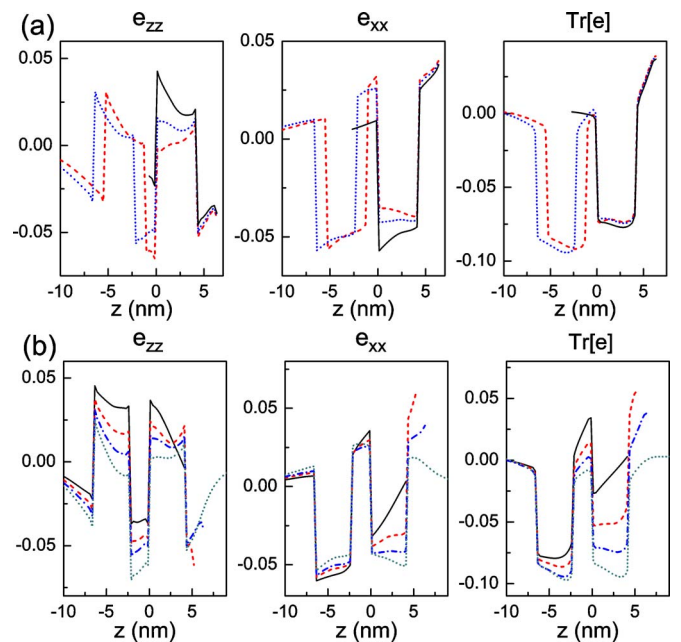 (a) e_zz e_xx Tr[e]
0.05 0.05 0.00
0.00 0.00 -0.05
-0.05 -0.05 -0.10
-10 -5 0 5 -10 -5 0 5 -10 -5 0 5
z (nm) z (nm) z (nm)
(b) e_zz e_xx Tr[e]
0.05 0.05 0.05
0.00 0.00 0.00
-0.05 -0.05 -0.05
-0.10
-10 -5 0 5 -10 -5 0 5 -10 -5 0 5
z (nm) z (nm) z (nm)